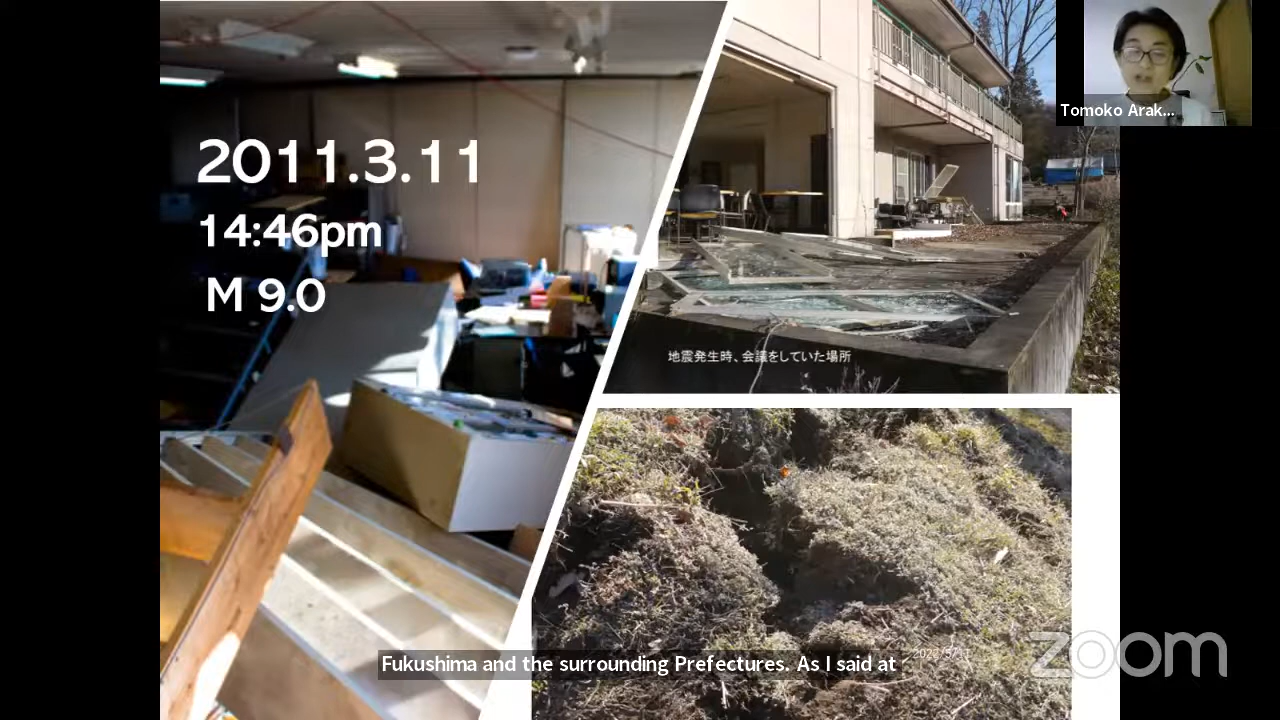 2011.3.11
14:46pm
M 9.0
Tomoko Arak...
地震発生時、会議をしていた場所
Fukushima and the surrounding Prefectures. As I said at
zoom